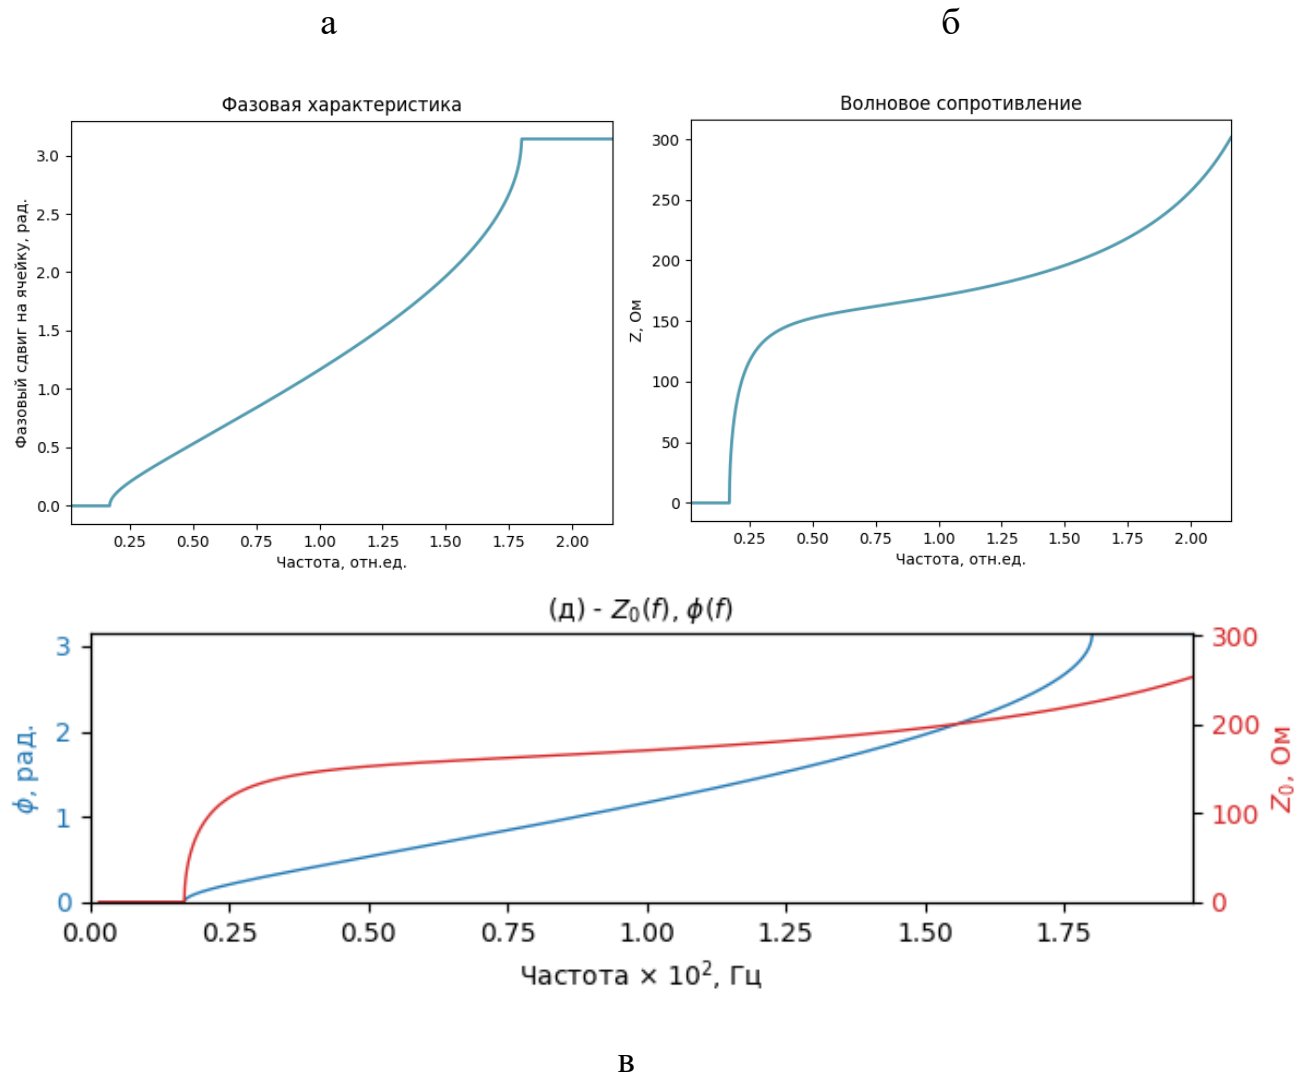 а
б
Фазовая характеристика
Фазовый сдвиг на ячейку, рад.
3.0
2.5
2.0
1.5
1.0
0.5
0.0
0.25 0.50 0.75 1.00 1.25 1.50 1.75 2.00
Частота, отн.ед.
Волновое сопротивление
Z, Ом
300
250
200
150
100
50
0
0.25 0.50 0.75 1.00 1.25 1.50 1.75 2.00
Частота, отн.ед.
(д) - Z₀(f), ϕ(f)
ϕ, рад.
3
2
1
0
300
200
100
0
Z₀, Ом
0.00 0.25 0.50 0.75 1.00 1.25 1.50 1.75
Частота × 10², Гц
в